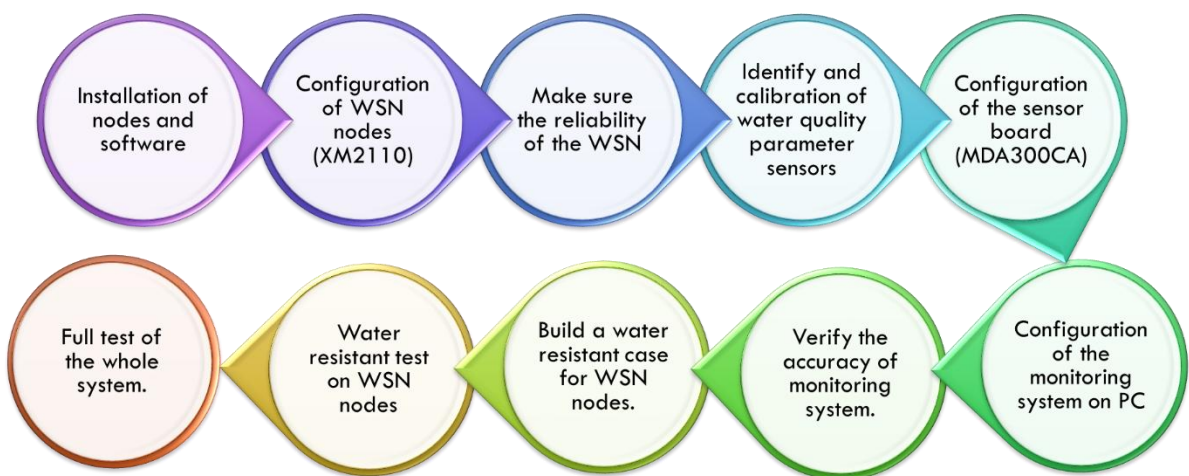 Installation of
nodes and
software
Configuration
of WSN
nodes
(XM2110)
Make sure
the reliability
of the WSN
Identify and
calibration of
water quality
parameter
sensors
Configuration
of the sensor
board
(MDA300CA)
Configuration
of the
monitoring
system on PC
Verify the
accuracy of
monitoring
system.
Build a water
resistant case
for WSN
nodes.
Water
resistant test
on WSN
nodes
Full test of
the whole
system.